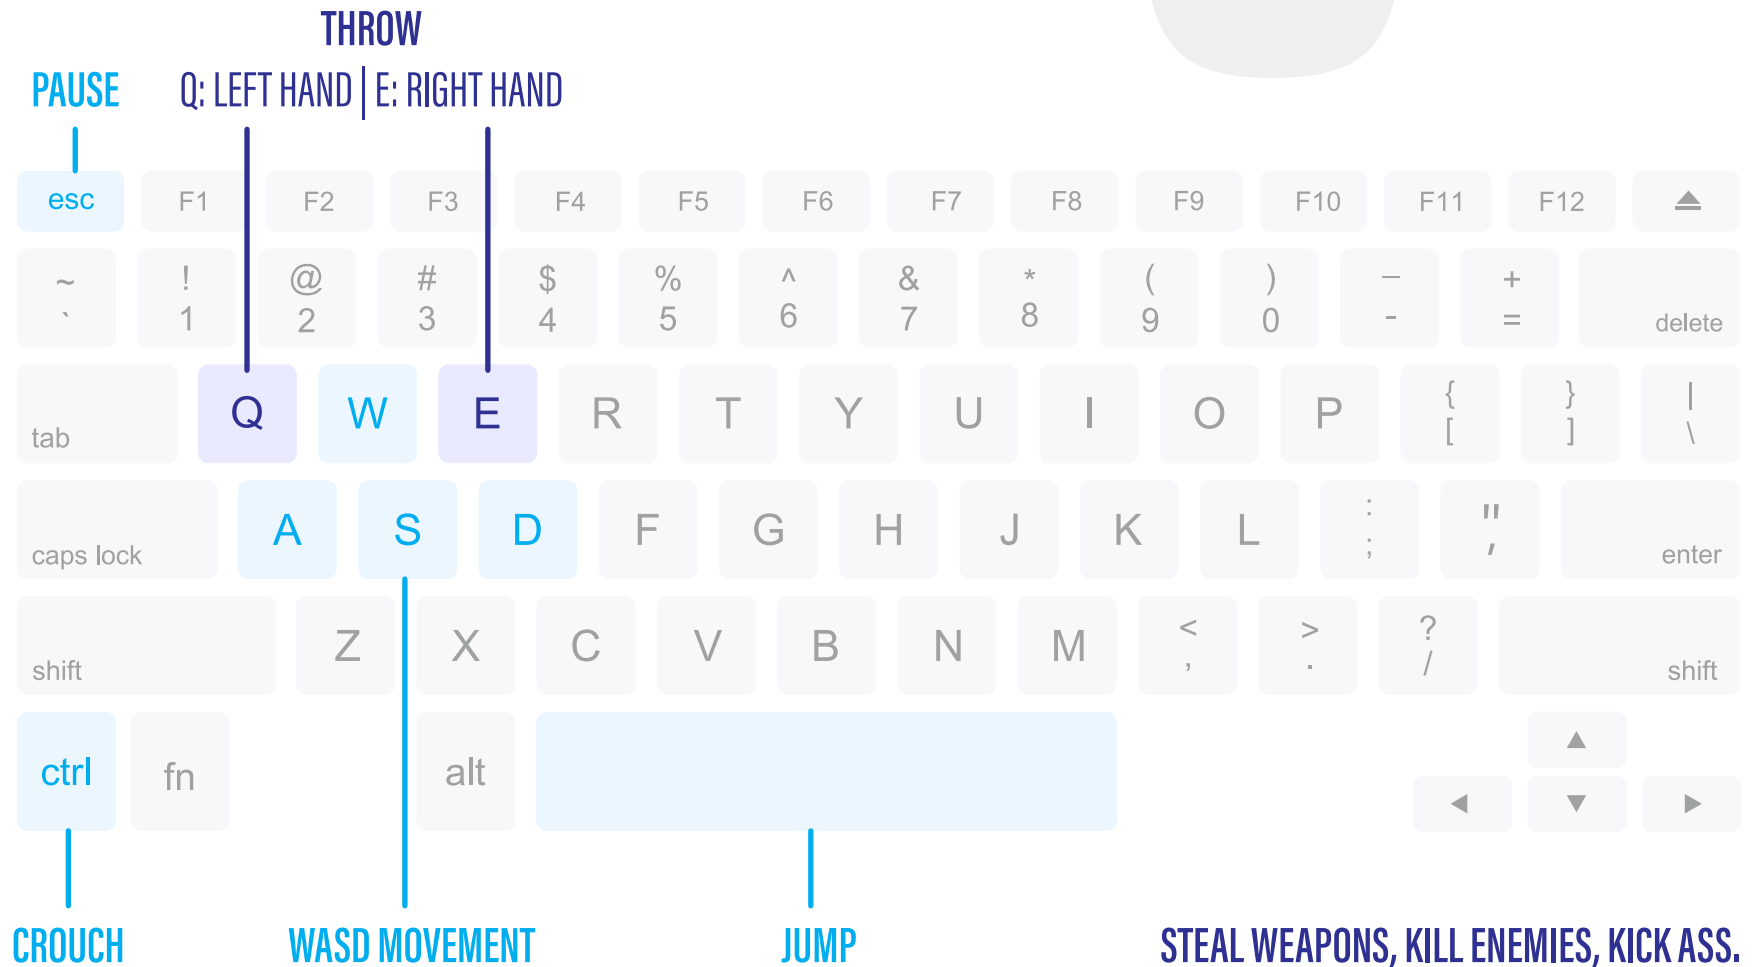 THROW
PAUSE
Q: LEFT HAND | E: RIGHT HAND
esc F1 F2 F3 F4 F5 F6 F7 F8 F9 F10 F11 F12
~ ! @ # $ % ^ & * ( ) _ +
` 1 2 3 4 5 6 7 8 9 0 - = delete
tab Q W E R T Y U I O P { } |
[ ] \
caps lock A S D F G H J K L : "
; ' enter
shift Z X C V B N M < > ?
, . / shift
ctrl fn alt
CROUCH WASD MOVEMENT JUMP STEAL WEAPONS, KILL ENEMIES, KICK ASS.